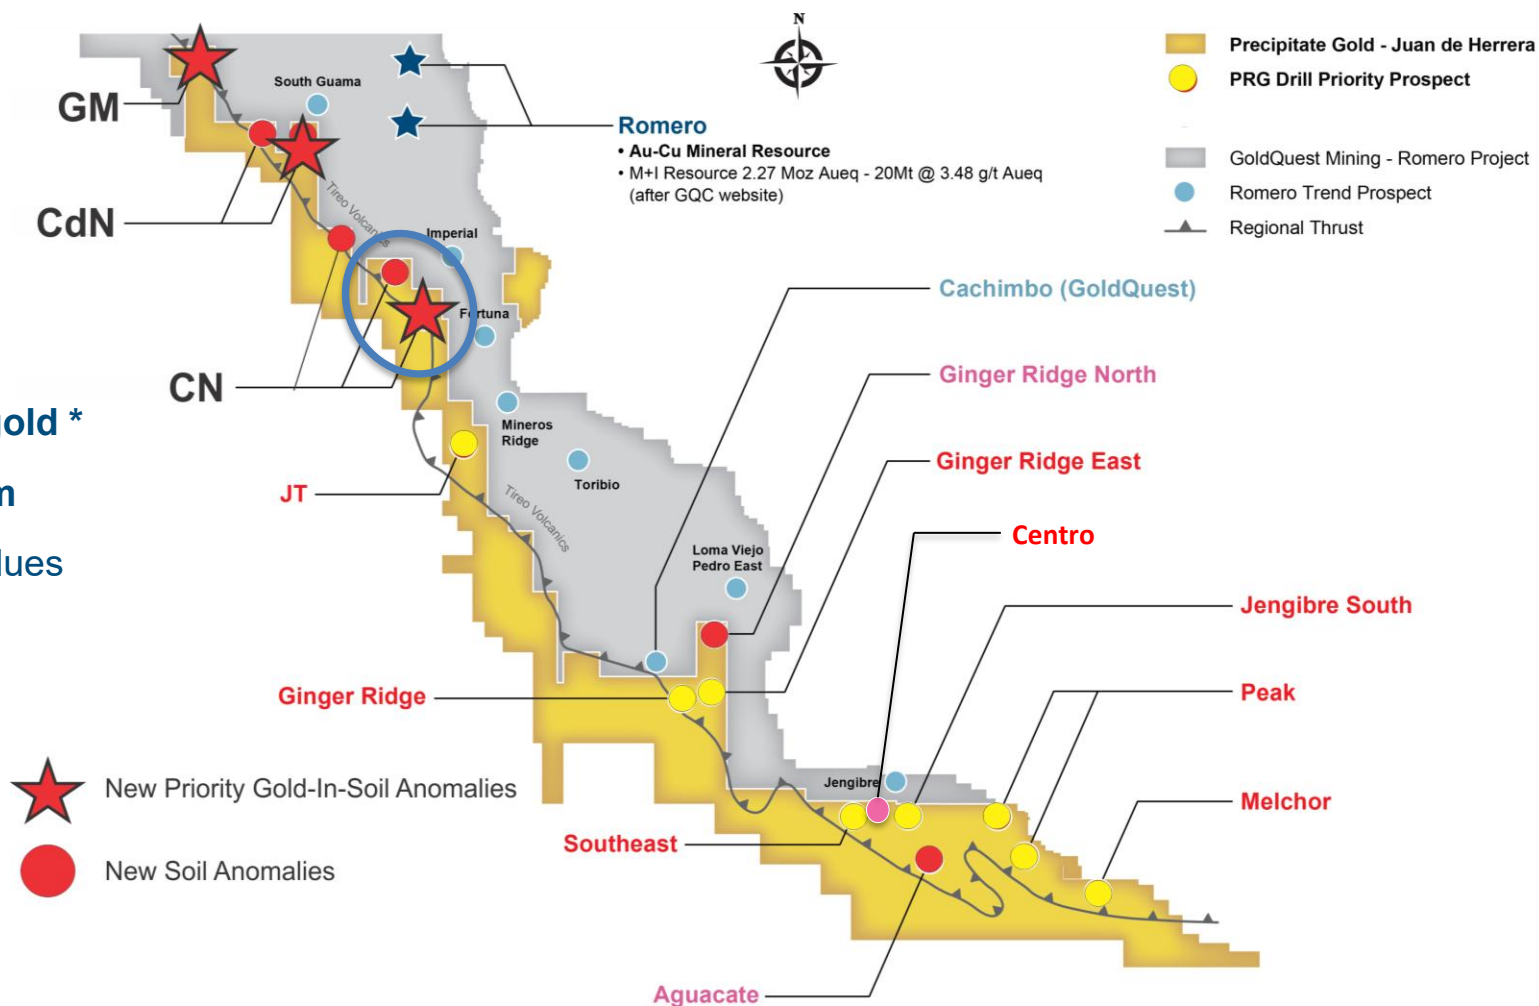 N
Precipitate Gold - Juan de Herrera
PRG Drill Priority Prospect
GoldQuest Mining - Romero Project
Romero Trend Prospect
Regional Thrust
GM
South Guama
Romero
• Au-Cu Mineral Resource
• M+I Resource 2.27 Moz Aueq - 20Mt @ 3.48 g/t Aueq
(after GQC website)
CdN
Tireo Volcanics
Imperial
Cachimbo (GoldQuest)
Fortuna
Ginger Ridge North
CN
gold *
Mineros
Ridge
Ginger Ridge East
Toribio
JT
Tireo Volcanics
Centro
Loma Viejo
Pedro East
Jengibre South
Ginger Ridge
Peak
New Priority Gold-In-Soil Anomalies
Jengibre
Melchor
Southeast
New Soil Anomalies
Aguacate